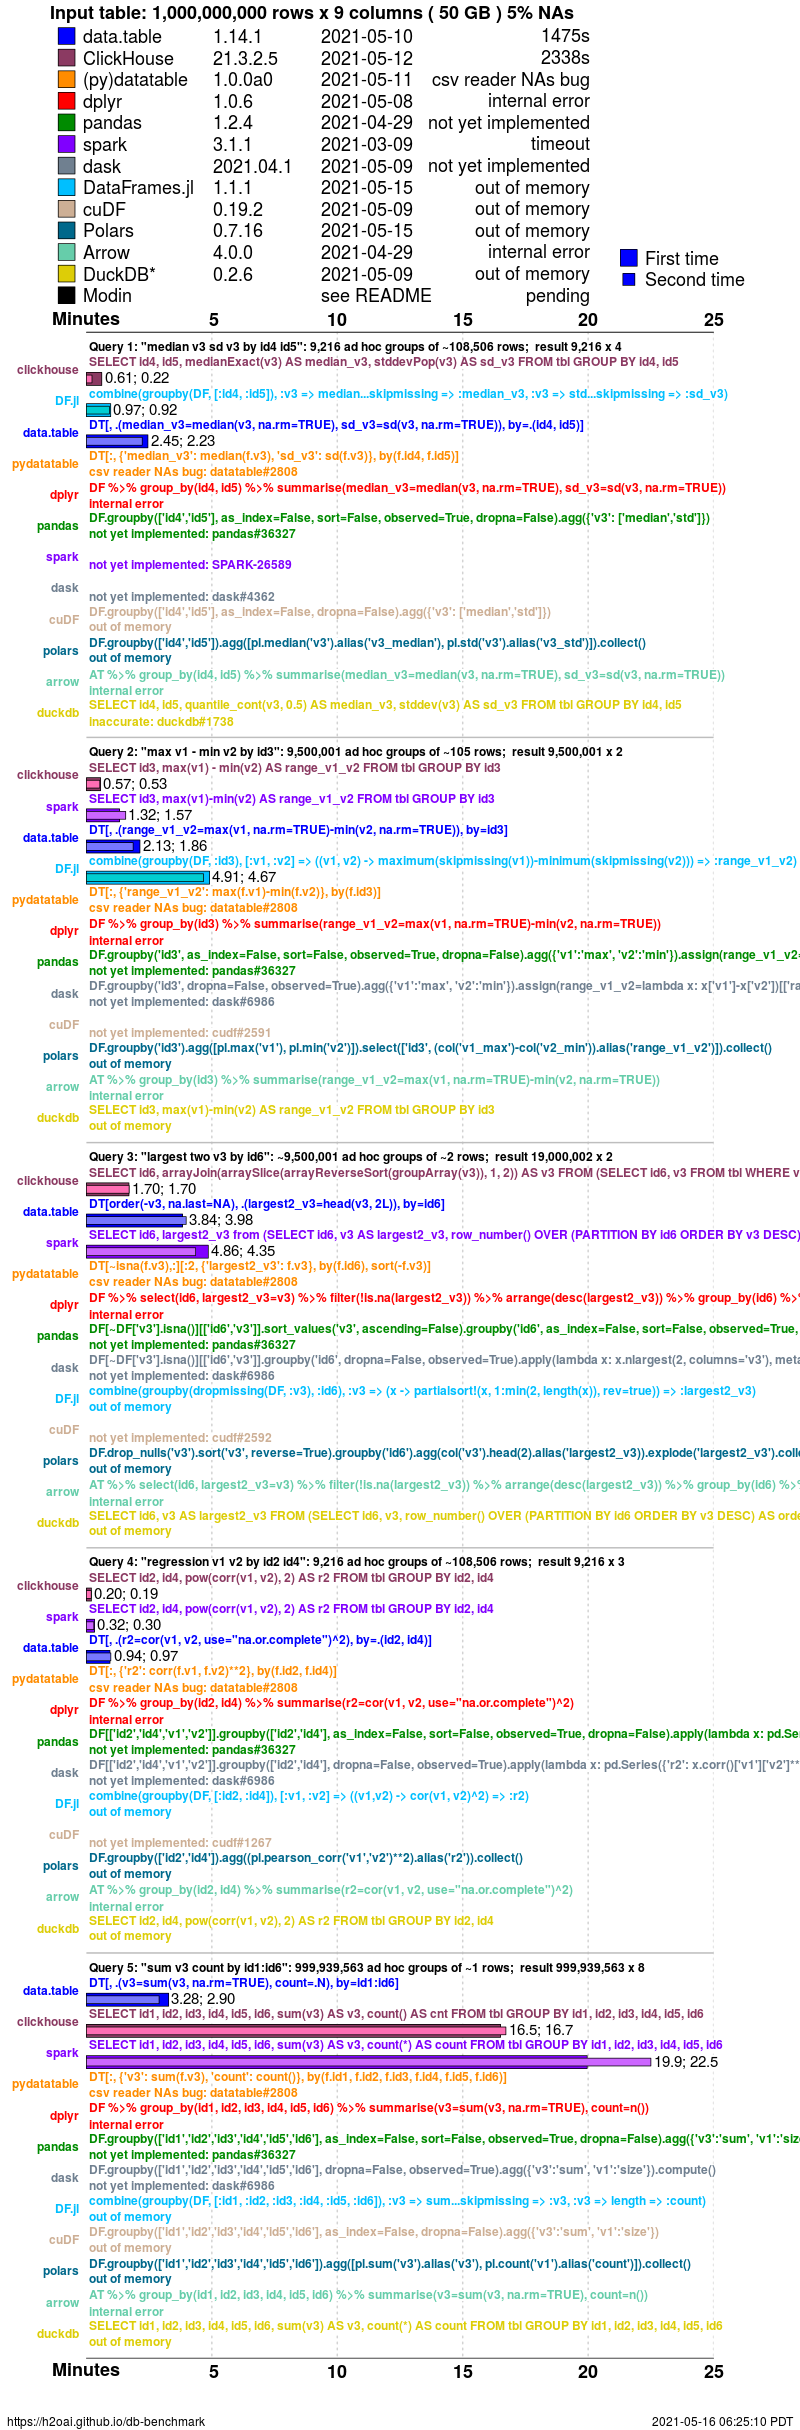 Input table: 1,000,000,000 rows x 9 columns ( 50 GB ) 5% NAs
data.table 1.14.1 2021-05-10 1475s
ClickHouse 21.3.2.5 2021-05-12 2338s
(py)datatable 1.0.0a0 2021-05-11 csv reader NAs bug
dplyr 1.0.6 2021-05-08 internal error
pandas 1.2.4 2021-04-29 not yet implemented
spark 3.1.1 2021-03-09 timeout
dask 2021.04.1 2021-05-09 not yet implemented
DataFrames.jl 1.1.1 2021-05-15 out of memory
cuDF 0.19.2 2021-05-09 out of memory
Polars 0.7.16 2021-05-15 out of memory
Arrow 4.0.0 2021-04-29 internal error
DuckDB* 0.2.6 2021-05-09 out of memory
Modin see README pending
First time
Second time
Minutes 5 10 15 20 25
Query 1: "median v3 sd v3 by id4 id5": 9,216 ad hoc groups of ~108,506 rows;  result 9,216 x 4
clickhouse SELECT id4, id5, medianExact(v3) AS median_v3, stddevPop(v3) AS sd_v3 FROM tbl GROUP BY id4, id5
0.61; 0.22
DF.jl combine(groupby(DF, [:id4, :id5]), :v3 => median...skipmissing => :median_v3, :v3 => std...skipmissing => :sd_v3)
0.97; 0.92
data.table DT[, .(median_v3=median(v3, na.rm=TRUE), sd_v3=sd(v3, na.rm=TRUE)), by=.(id4, id5)]
2.45; 2.23
pydatatable DT[:, {'median_v3': median(f.v3), 'sd_v3': sd(f.v3)}, by(f.id4, f.id5)]
csv reader NAs bug: datatable#2808
dplyr DF %>% group_by(id4, id5) %>% summarise(median_v3=median(v3, na.rm=TRUE), sd_v3=sd(v3, na.rm=TRUE))
internal error
pandas DF.groupby(['id4','id5'], as_index=False, sort=False, observed=True, dropna=False).agg({'v3': ['median','std']})
not yet implemented: pandas#36327
spark
not yet implemented: SPARK-26589
dask
not yet implemented: dask#4362
cuDF DF.groupby(['id4','id5'], as_index=False, dropna=False).agg({'v3': ['median','std']})
out of memory
polars DF.groupby(['id4','id5']).agg([pl.median('v3').alias('v3_median'), pl.std('v3').alias('v3_std')]).collect()
out of memory
arrow AT %>% group_by(id4, id5) %>% summarise(median_v3=median(v3, na.rm=TRUE), sd_v3=sd(v3, na.rm=TRUE))
internal error
duckdb SELECT id4, id5, quantile_cont(v3, 0.5) AS median_v3, stddev(v3) AS sd_v3 FROM tbl GROUP BY id4, id5
inaccurate: duckdb#1738
Query 2: "max v1 - min v2 by id3": 9,500,001 ad hoc groups of ~105 rows;  result 9,500,001 x 2
clickhouse SELECT id3, max(v1) - min(v2) AS range_v1_v2 FROM tbl GROUP BY id3
0.57; 0.53
spark SELECT id3, max(v1)-min(v2) AS range_v1_v2 FROM tbl GROUP BY id3
1.32; 1.57
data.table DT[, .(range_v1_v2=max(v1, na.rm=TRUE)-min(v2, na.rm=TRUE)), by=id3]
2.13; 1.86
DF.jl combine(groupby(DF, :id3), [:v1, :v2] => ((v1, v2) -> maximum(skipmissing(v1))-minimum(skipmissing(v2))) => :range_v1_v2)
4.91; 4.67
pydatatable DT[:, {'range_v1_v2': max(f.v1)-min(f.v2)}, by(f.id3)]
csv reader NAs bug: datatable#2808
dplyr DF %>% group_by(id3) %>% summarise(range_v1_v2=max(v1, na.rm=TRUE)-min(v2, na.rm=TRUE))
internal error
pandas DF.groupby('id3', as_index=False, sort=False, observed=True, dropna=False).agg({'v1':'max', 'v2':'min'}).assign(range_v1_v2=
not yet implemented: pandas#36327
dask DF.groupby('id3', dropna=False, observed=True).agg({'v1':'max', 'v2':'min'}).assign(range_v1_v2=lambda x: x['v1']-x['v2'])[['ra
not yet implemented: dask#6986
cuDF
not yet implemented: cudf#2591
polars DF.groupby('id3').agg([pl.max('v1'), pl.min('v2')]).select(['id3', (col('v1_max')-col('v2_min')).alias('range_v1_v2')]).collect()
out of memory
arrow AT %>% group_by(id3) %>% summarise(range_v1_v2=max(v1, na.rm=TRUE)-min(v2, na.rm=TRUE))
internal error
duckdb SELECT id3, max(v1)-min(v2) AS range_v1_v2 FROM tbl GROUP BY id3
out of memory
Query 3: "largest two v3 by id6": ~9,500,001 ad hoc groups of ~2 rows;  result 19,000,002 x 2
clickhouse SELECT id6, arrayJoin(arraySlice(arrayReverseSort(groupArray(v3)), 1, 2)) AS v3 FROM (SELECT id6, v3 FROM tbl WHERE v
1.70; 1.70
data.table DT[order(-v3, na.last=NA), .(largest2_v3=head(v3, 2L)), by=id6]
3.84; 3.98
spark SELECT id6, largest2_v3 from (SELECT id6, v3 AS largest2_v3, row_number() OVER (PARTITION BY id6 ORDER BY v3 DESC)
4.86; 4.35
pydatatable DT[~isna(f.v3),:][:2, {'largest2_v3': f.v3}, by(f.id6), sort(-f.v3)]
csv reader NAs bug: datatable#2808
dplyr DF %>% select(id6, largest2_v3=v3) %>% filter(!is.na(largest2_v3)) %>% arrange(desc(largest2_v3)) %>% group_by(id6) %>%
internal error
pandas DF[~DF['v3'].isna()][['id6','v3']].sort_values('v3', ascending=False).groupby('id6', as_index=False, sort=False, observed=True,
not yet implemented: pandas#36327
dask DF[~DF['v3'].isna()][['id6','v3']].groupby('id6', dropna=False, observed=True).apply(lambda x: x.nlargest(2, columns='v3'), meta
not yet implemented: dask#6986
DF.jl combine(groupby(dropmissing(DF, :v3), :id6), :v3 => (x -> partialsort!(x, 1:min(2, length(x)), rev=true)) => :largest2_v3)
out of memory
cuDF
not yet implemented: cudf#2592
polars DF.drop_nulls('v3').sort('v3', reverse=True).groupby('id6').agg(col('v3').head(2).alias('largest2_v3')).explode('largest2_v3').colle
out of memory
arrow AT %>% select(id6, largest2_v3=v3) %>% filter(!is.na(largest2_v3)) %>% arrange(desc(largest2_v3)) %>% group_by(id6) %>%
internal error
duckdb SELECT id6, v3 AS largest2_v3 FROM (SELECT id6, v3, row_number() OVER (PARTITION BY id6 ORDER BY v3 DESC) AS orde
out of memory
Query 4: "regression v1 v2 by id2 id4": 9,216 ad hoc groups of ~108,506 rows;  result 9,216 x 3
clickhouse SELECT id2, id4, pow(corr(v1, v2), 2) AS r2 FROM tbl GROUP BY id2, id4
0.20; 0.19
spark SELECT id2, id4, pow(corr(v1, v2), 2) AS r2 FROM tbl GROUP BY id2, id4
0.32; 0.30
data.table DT[, .(r2=cor(v1, v2, use="na.or.complete")^2), by=.(id2, id4)]
0.94; 0.97
pydatatable DT[:, {'r2': corr(f.v1, f.v2)**2}, by(f.id2, f.id4)]
csv reader NAs bug: datatable#2808
dplyr DF %>% group_by(id2, id4) %>% summarise(r2=cor(v1, v2, use="na.or.complete")^2)
internal error
pandas DF[['id2','id4','v1','v2']].groupby(['id2','id4'], as_index=False, sort=False, observed=True, dropna=False).apply(lambda x: pd.Se
not yet implemented: pandas#36327
dask DF[['id2','id4','v1','v2']].groupby(['id2','id4'], dropna=False, observed=True).apply(lambda x: pd.Series({'r2': x.corr()['v1']['v2']**
not yet implemented: dask#6986
DF.jl combine(groupby(DF, [:id2, :id4]), [:v1, :v2] => ((v1,v2) -> cor(v1, v2)^2) => :r2)
out of memory
cuDF
not yet implemented: cudf#1267
polars DF.groupby(['id2','id4']).agg((pl.pearson_corr('v1','v2')**2).alias('r2')).collect()
out of memory
arrow AT %>% group_by(id2, id4) %>% summarise(r2=cor(v1, v2, use="na.or.complete")^2)
internal error
duckdb SELECT id2, id4, pow(corr(v1, v2), 2) AS r2 FROM tbl GROUP BY id2, id4
out of memory
Query 5: "sum v3 count by id1:id6": 999,939,563 ad hoc groups of ~1 rows;  result 999,939,563 x 8
data.table DT[, .(v3=sum(v3, na.rm=TRUE), count=.N), by=id1:id6]
3.28; 2.90
clickhouse SELECT id1, id2, id3, id4, id5, id6, sum(v3) AS v3, count() AS cnt FROM tbl GROUP BY id1, id2, id3, id4, id5, id6
16.5; 16.7
spark SELECT id1, id2, id3, id4, id5, id6, sum(v3) AS v3, count(*) AS count FROM tbl GROUP BY id1, id2, id3, id4, id5, id6
19.9; 22.5
pydatatable DT[:, {'v3': sum(f.v3), 'count': count()}, by(f.id1, f.id2, f.id3, f.id4, f.id5, f.id6)]
csv reader NAs bug: datatable#2808
dplyr DF %>% group_by(id1, id2, id3, id4, id5, id6) %>% summarise(v3=sum(v3, na.rm=TRUE), count=n())
internal error
pandas DF.groupby(['id1','id2','id3','id4','id5','id6'], as_index=False, sort=False, observed=True, dropna=False).agg({'v3':'sum', 'v1':'size
not yet implemented: pandas#36327
dask DF.groupby(['id1','id2','id3','id4','id5','id6'], dropna=False, observed=True).agg({'v3':'sum', 'v1':'size'}).compute()
not yet implemented: dask#6986
DF.jl combine(groupby(DF, [:id1, :id2, :id3, :id4, :id5, :id6]), :v3 => sum...skipmissing => :v3, :v3 => length => :count)
out of memory
cuDF DF.groupby(['id1','id2','id3','id4','id5','id6'], as_index=False, dropna=False).agg({'v3':'sum', 'v1':'size'})
out of memory
polars DF.groupby(['id1','id2','id3','id4','id5','id6']).agg([pl.sum('v3').alias('v3'), pl.count('v1').alias('count')]).collect()
out of memory
arrow AT %>% group_by(id1, id2, id3, id4, id5, id6) %>% summarise(v3=sum(v3, na.rm=TRUE), count=n())
internal error
duckdb SELECT id1, id2, id3, id4, id5, id6, sum(v3) AS v3, count(*) AS count FROM tbl GROUP BY id1, id2, id3, id4, id5, id6
out of memory
Minutes 5 10 15 20 25
https://h2oai.github.io/db-benchmark 2021-05-16 06:25:10 PDT